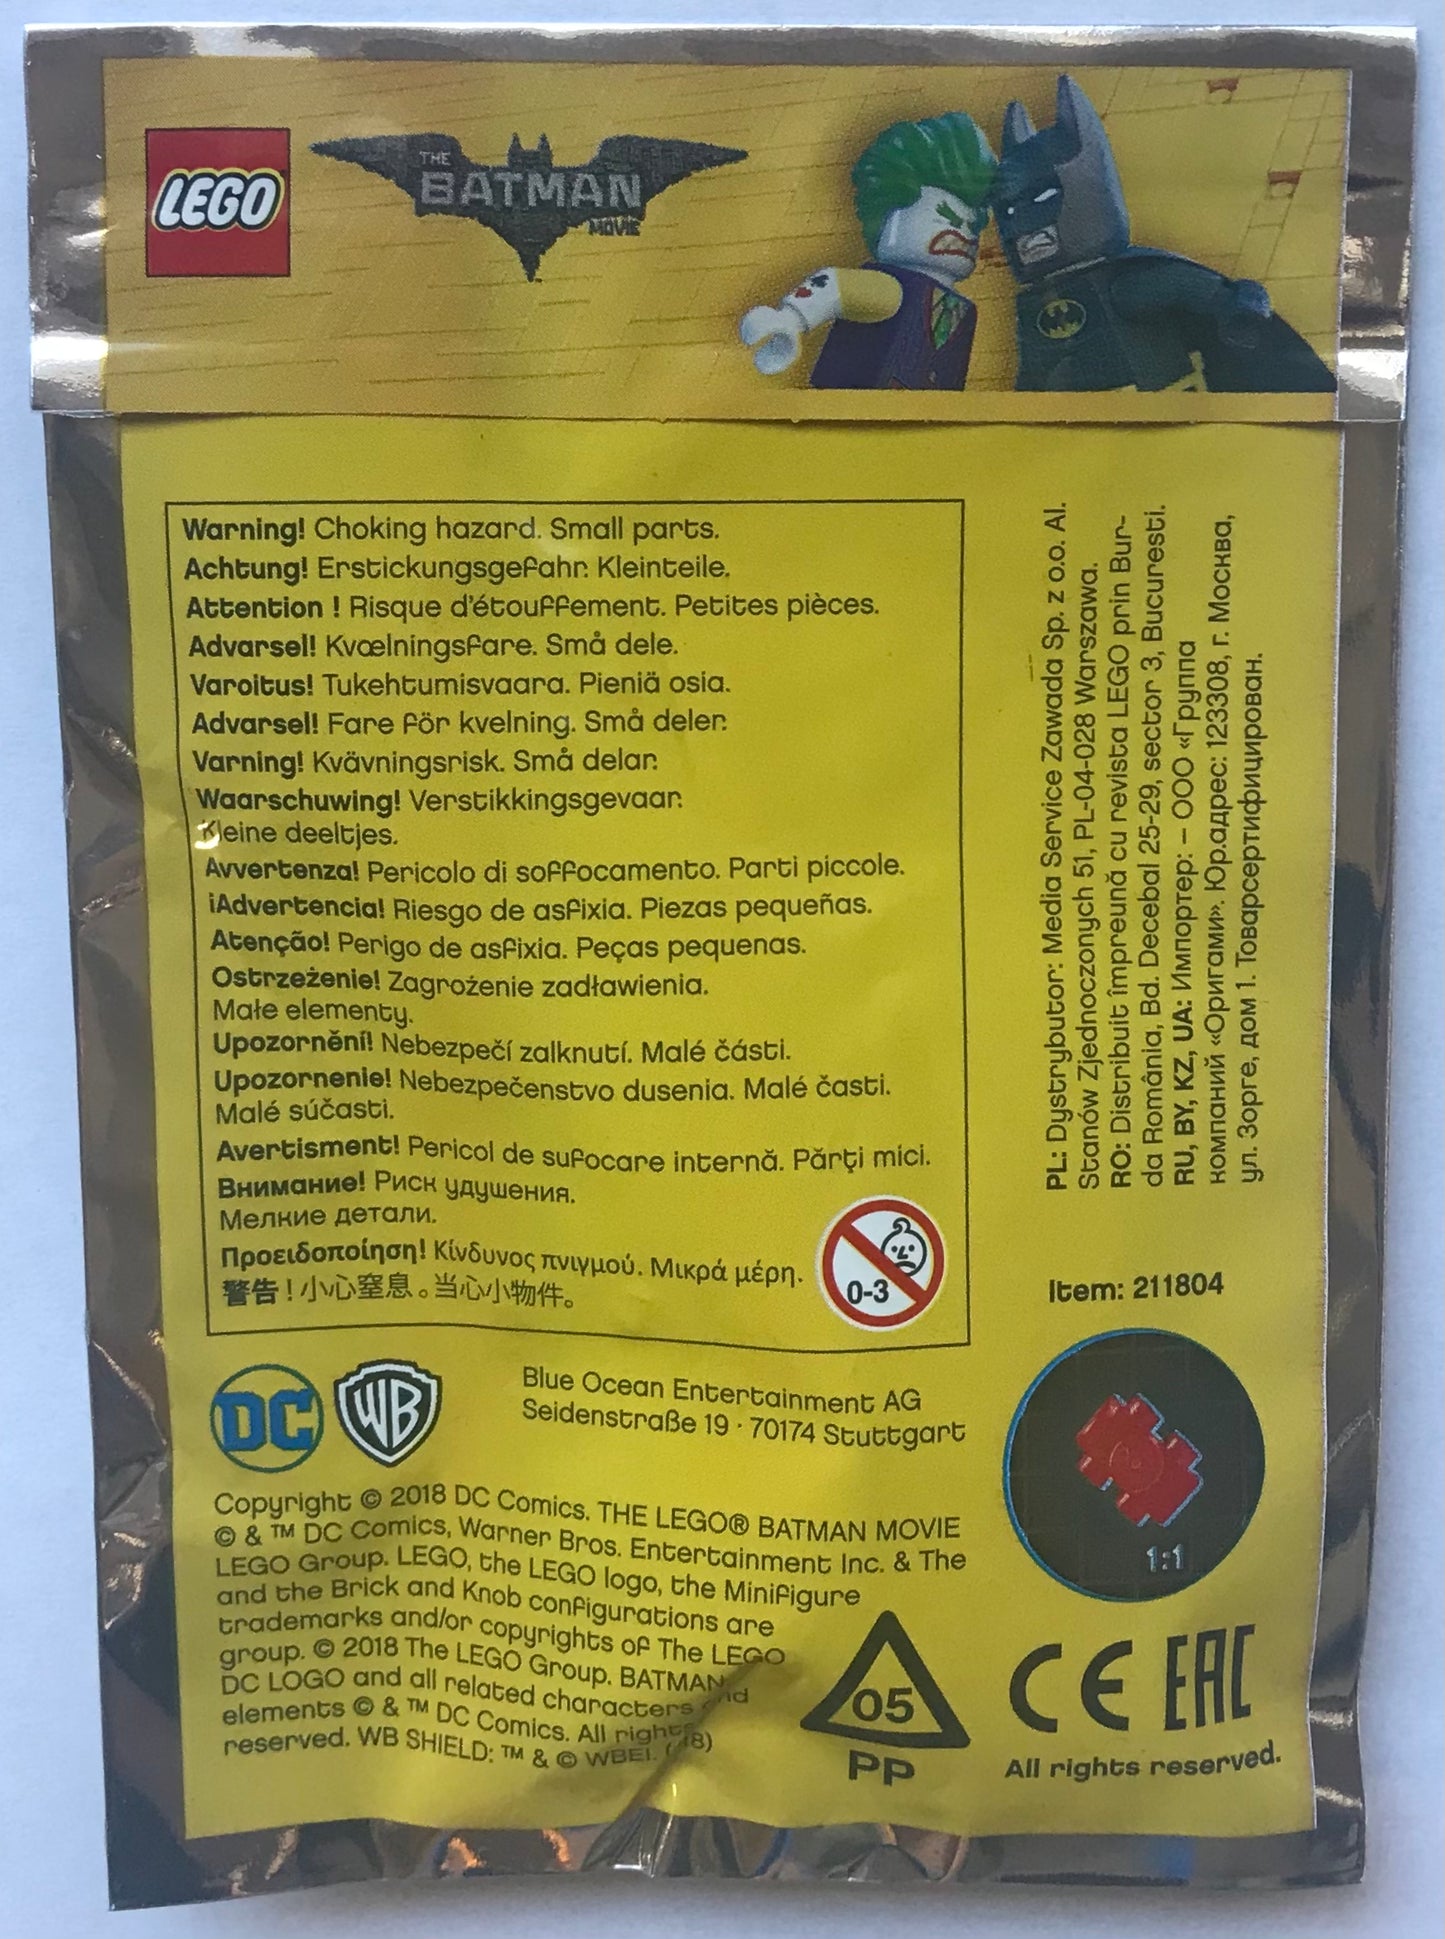 LEGO
THE
BATMAN
MOVIE
Warning! Choking hazard. Small parts.
Achtung! Erstickungsgefahr. Kleinteile.
Attention ! Risque d'étouffement. Petites pièces.
Advarsel! Kvælningsfare. Små dele.
Varoitus! Tukehtumisvaara. Pieniä osia.
Advarsel! Fare för kvelning. Små deler.
Varning! Kvävningsrisk. Små delar.
Waarschuwing! Verstikkingsgevaar.
Kleine deeltjes.
Avvertenza! Pericolo di soffocamento. Parti piccole.
¡Advertencia! Riesgo de asfixia. Piezas pequeñas.
Atenção! Perigo de asfixia. Peças pequenas.
Ostrzeżenie! Zagrożenie zadławienia.
Małe elementy.
Upozornění! Nebezpečí zalknutí. Malé části.
Upozornenie! Nebezpečenstvo dusenia. Malé časti.
Malé súčasti.
Avertisment! Pericol de sufocare internă. Părţi mici.
Внимание! Риск удушения.
Мелкие детали.
Προειδοποίηση! Κίνδυνος πνιγμού. Μικρά μέρη.
警告！小心窒息。当心小物件。
0-3
PL: Dystrybutor: Media Service Zawada Sp. z o.o. Al.
Stanów Zjednoczonych 51, PL-04-028 Warszawa.
RO: Distribuit împreună cu revista LEGO prin Bur-
da România, Bd. Decebal 25-29, sector 3, Bucuresti.
RU, BY, KZ, UA: Импортер: – ООО «Группа
компаний «Оригами». Юр.адрес: 123308, г. Москва,
ул. Зорге, дом 1. Товарсертифицирован.
Item: 211804
1:1
DC
WB
Blue Ocean Entertainment AG
Seidenstraße 19 · 70174 Stuttgart
Copyright © 2018 DC Comics. THE LEGO® BATMAN MOVIE
© & ™ DC Comics, Warner Bros. Entertainment Inc. & The
LEGO Group. LEGO, the LEGO logo, the Minifigure
and the Brick and Knob configurations are
trademarks and/or copyrights of The LEGO
group. © 2018 The LEGO Group. BATMAN,
DC LOGO and all related characters and
elements © & ™ DC Comics. All rights
reserved. WB SHIELD: ™ & © WBEI.
05
PP
CE EAC
All rights reserved.